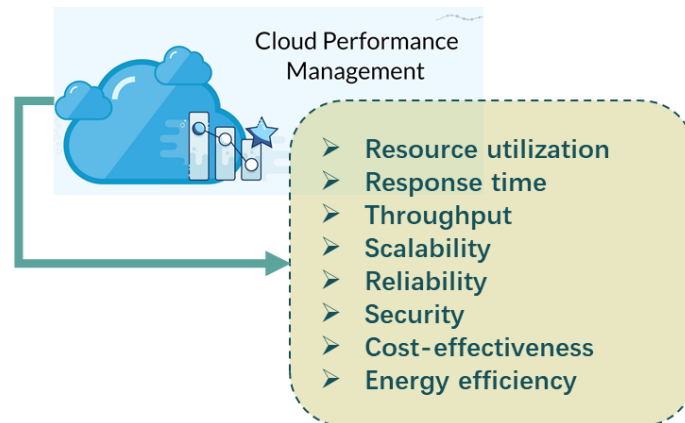 Cloud Performance
Management
➢ Resource utilization
➢ Response time
➢ Throughput
➢ Scalability
➢ Reliability
➢ Security
➢ Cost-effectiveness
➢ Energy efficiency